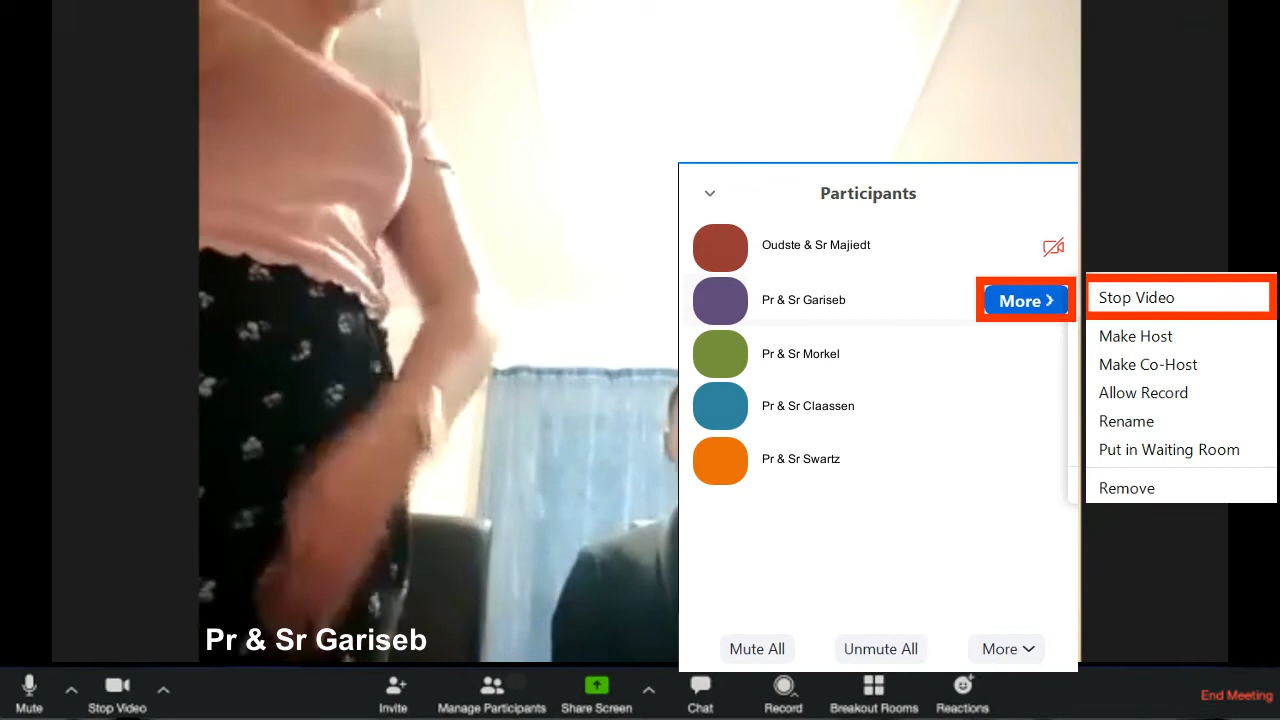 Participants
Oudste & Sr Majiedt
Pr & Sr Gariseb
More
Pr & Sr Morkel
Pr & Sr Claassen
Pr & Sr Swartz
Mute All
Unmute All
More
Stop Video
Make Host
Make Co-Host
Allow Record
Rename
Put in Waiting Room
Remove
Pr & Sr Gariseb
Mute
Stop Video
Invite
Manage Participants
Share Screen
Chat
Record
Breakout Rooms
Reactions
End Meeting